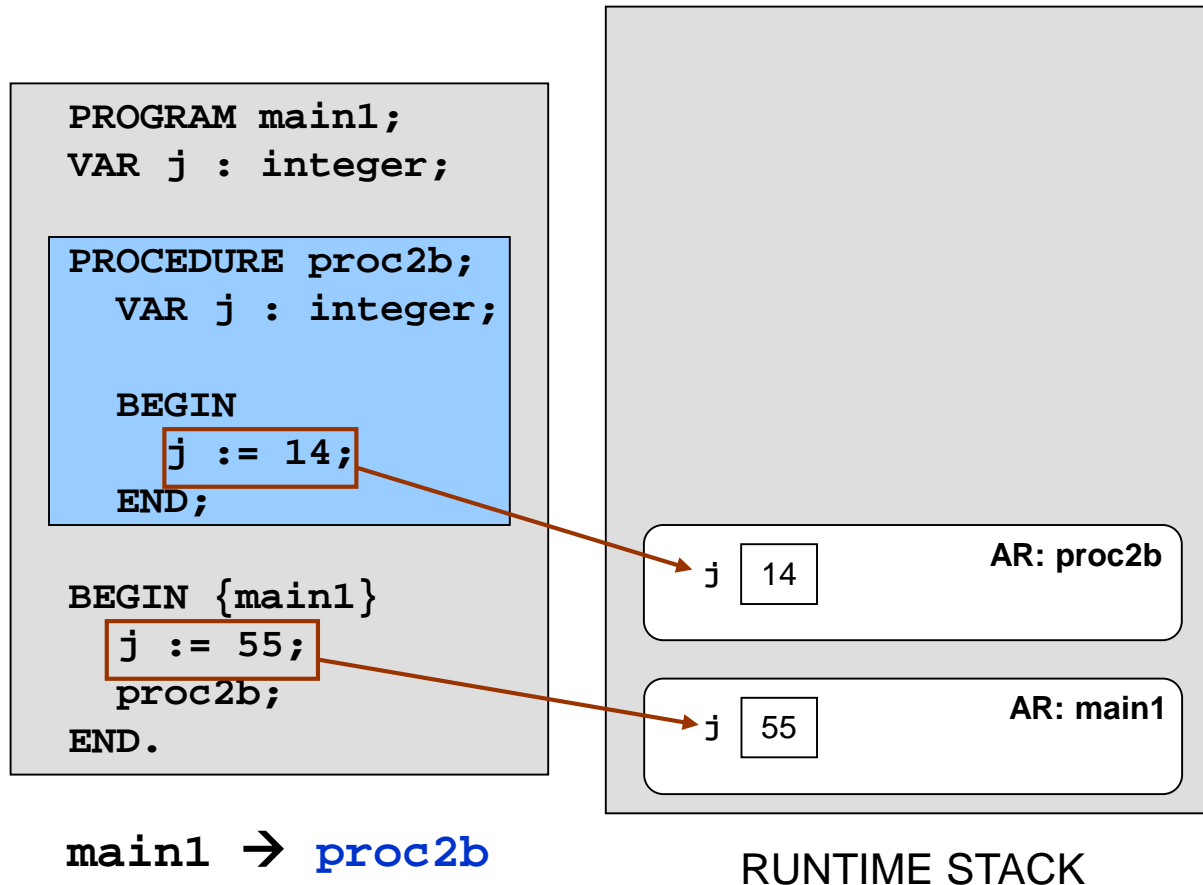 PROGRAM main1;
VAR j : integer;
PROCEDURE proc2b;
VAR j : integer;
BEGIN
j := 14;
END;
BEGIN {main1}
j := 55;
proc2b;
END.
main1 → proc2b
AR: proc2b
j 14
AR: main1
j 55
RUNTIME STACK